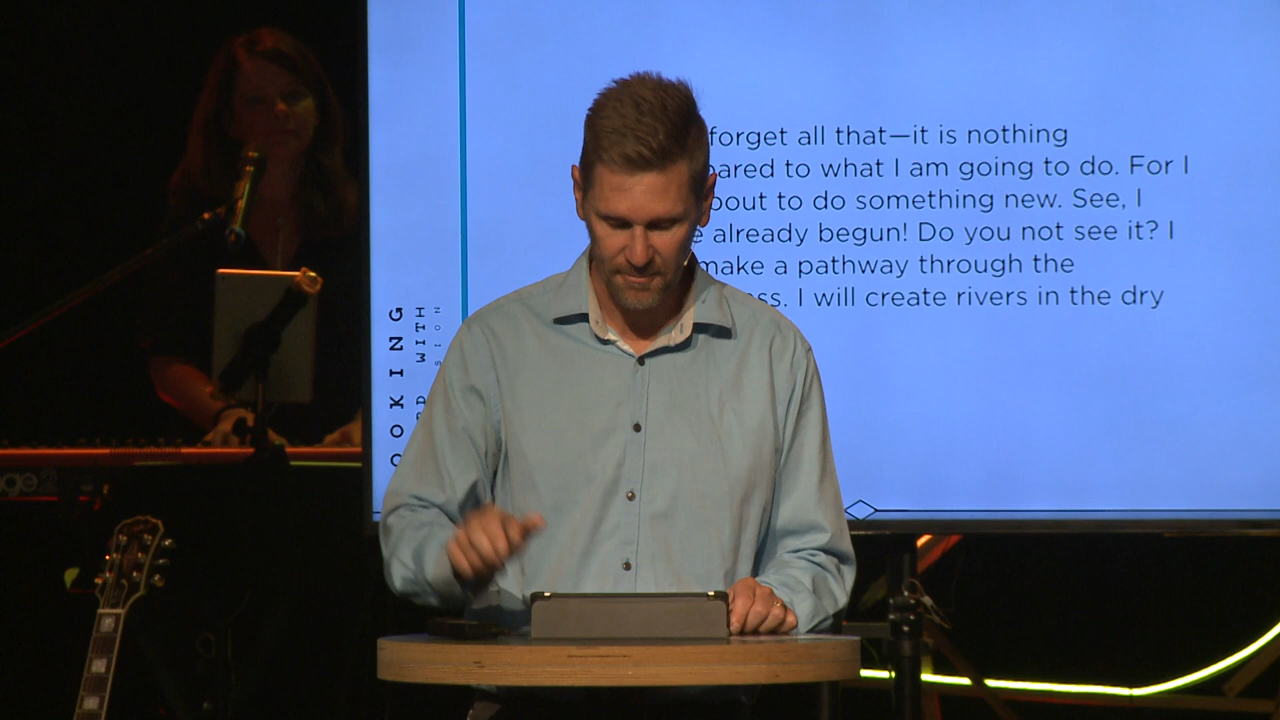 forget all that—it is nothing
pared to what I am going to do. For I
bout to do something new. See, I
e already begun! Do you not see it? I
make a pathway through the
ss. I will create rivers in the dry
OOKING
WITH